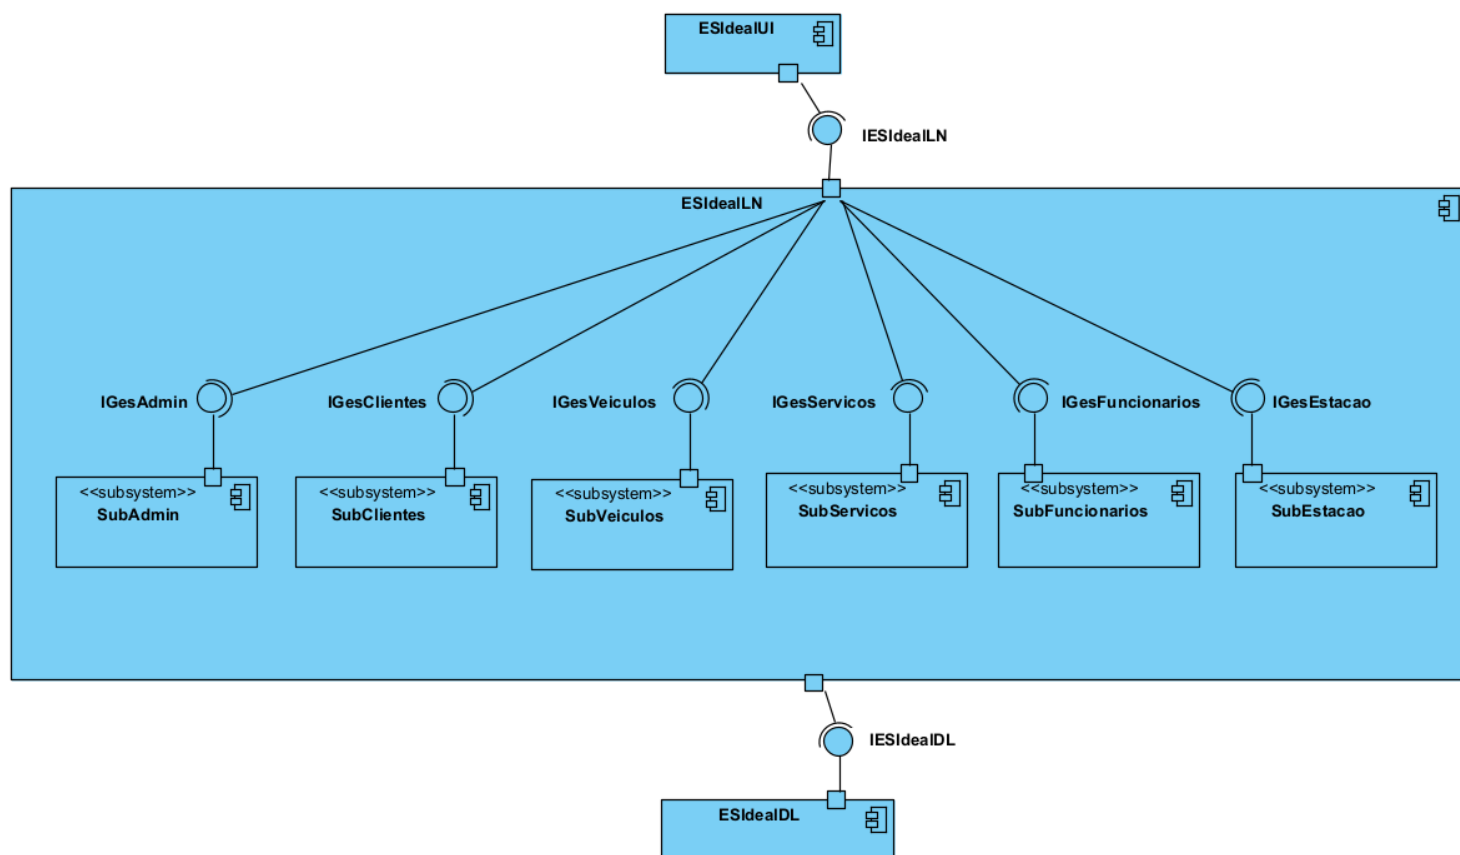 ESIdealUI
IESIdealLN
ESIdealLN
IGesAdmin
IGesClientes
IGesVeiculos
IGesServicos
IGesFuncionarios
IGesEstacao
<<subsystem>>
SubAdmin
<<subsystem>>
SubClientes
<<subsystem>>
SubVeiculos
<<subsystem>>
SubServicos
<<subsystem>>
SubFuncionarios
<<subsystem>>
SubEstacao
IESIdealDL
ESIdealDL